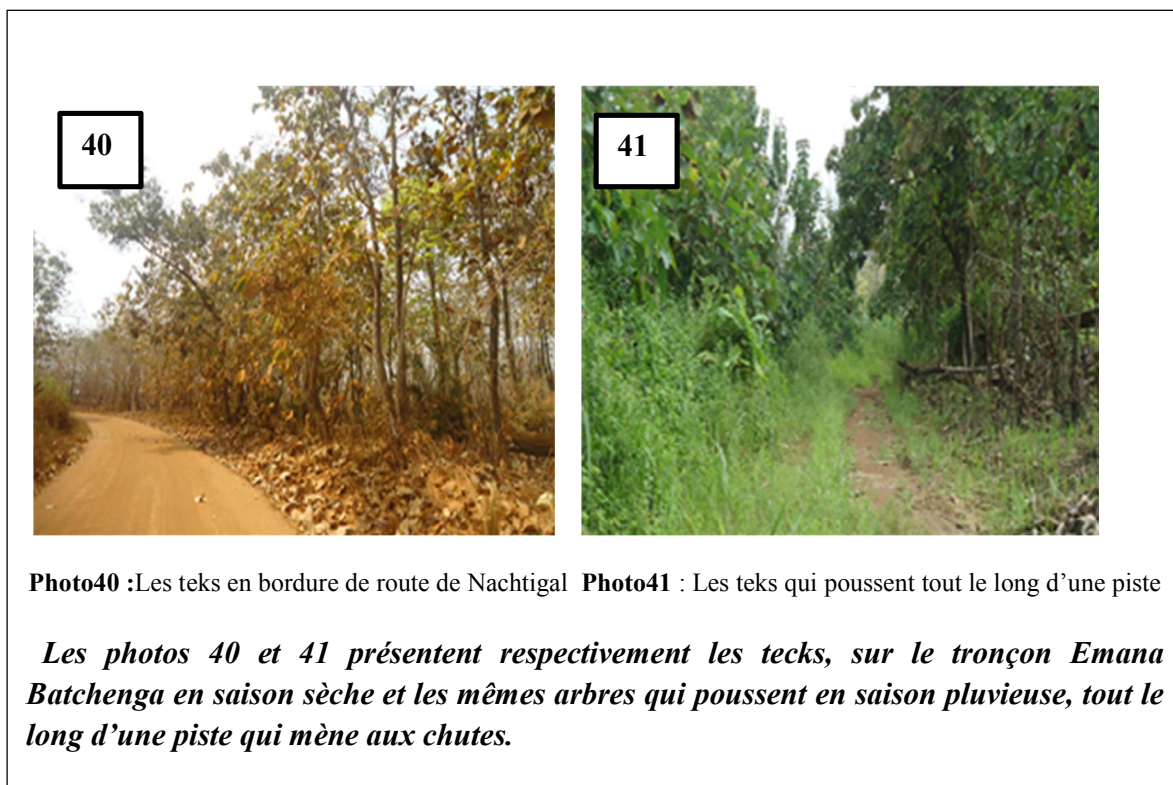 40
41
Photo40 :Les teks en bordure de route de Nachtigal Photo41 : Les teks qui poussent tout le long d’une piste
Les photos 40 et 41 présentent respectivement les tecks, sur le tronçon Emana
Batchenga en saison sèche et les mêmes arbres qui poussent en saison pluvieuse, tout le
long d’une piste qui mène aux chutes.